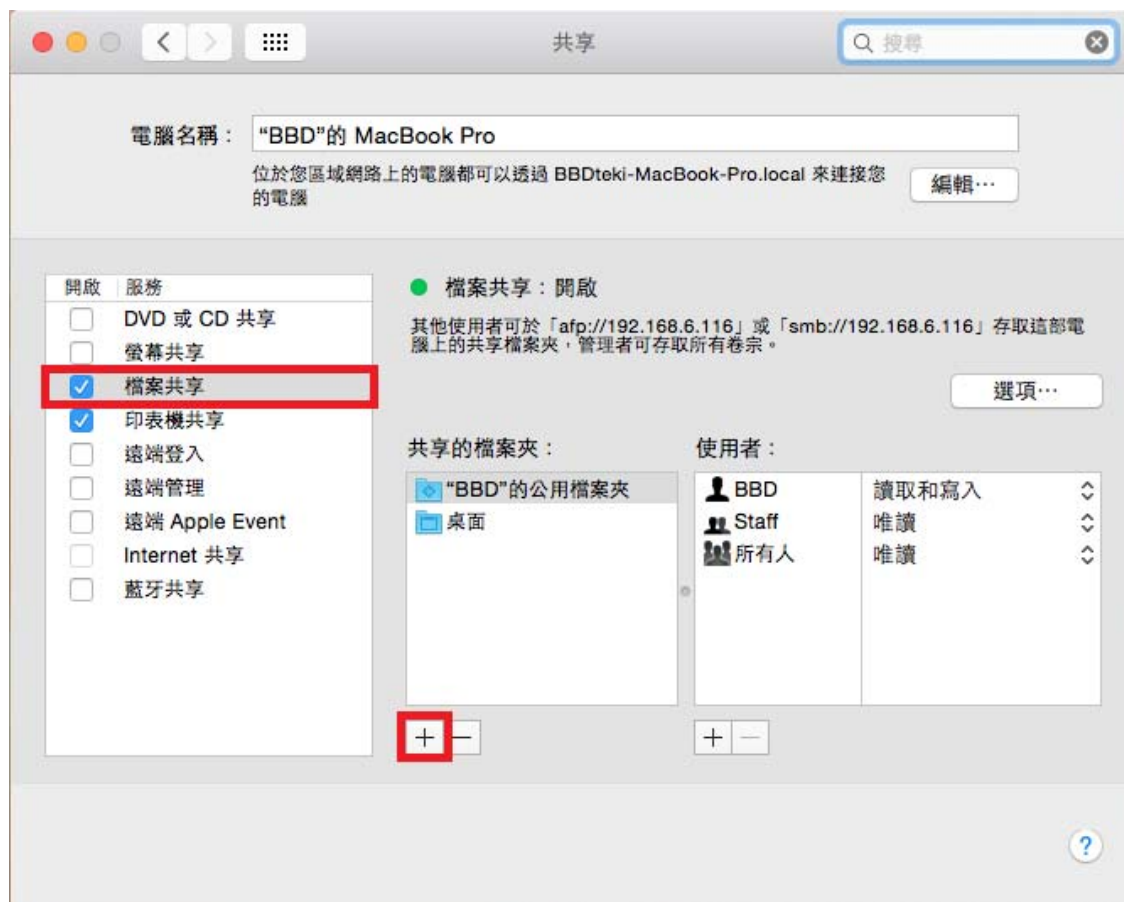 共享
搜尋
電腦名稱：
“BBD”的 MacBook Pro
位於您區域網路上的電腦都可以透過 BBDteki-MacBook-Pro.local 來連接您
的電腦
編輯⋯
開啟 服務
DVD 或 CD 共享
螢幕共享
檔案共享
印表機共享
遠端登入
遠端管理
遠端 Apple Event
Internet 共享
藍牙共享
檔案共享：開啟
其他使用者可於「afp://192.168.6.116」或「smb://192.168.6.116」存取這部電
腦上的共享檔案夾，管理者可存取所有卷宗。
選項⋯
共享的檔案夾：
“BBD”的公用檔案夾
桌面
使用者：
BBD 讀取和寫入
Staff 唯讀
所有人 唯讀
+ −
+ −
?